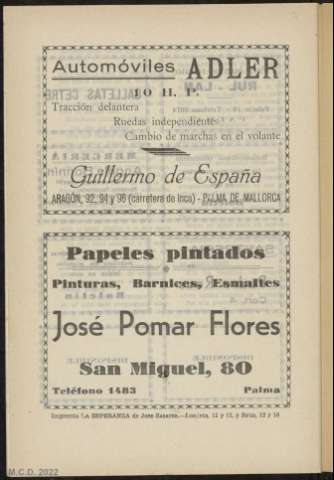 Automóviles ADLER
10 H. P.
Tracción delantera
Ruedas independientes
Cambio de marchas en el volante
Guillermo de España
ARAGÓN, 92, 94 y 96 (carretera de Inca) - PALMA DE MALLORCA
Papeles pintados
Pinturas, Barnices, Esmaltes
José Pomar Flores
San Miguel, 80
Teléfono 1483 Palma
Imprenta LA ESPERANZA de José
M.C.D. 2022